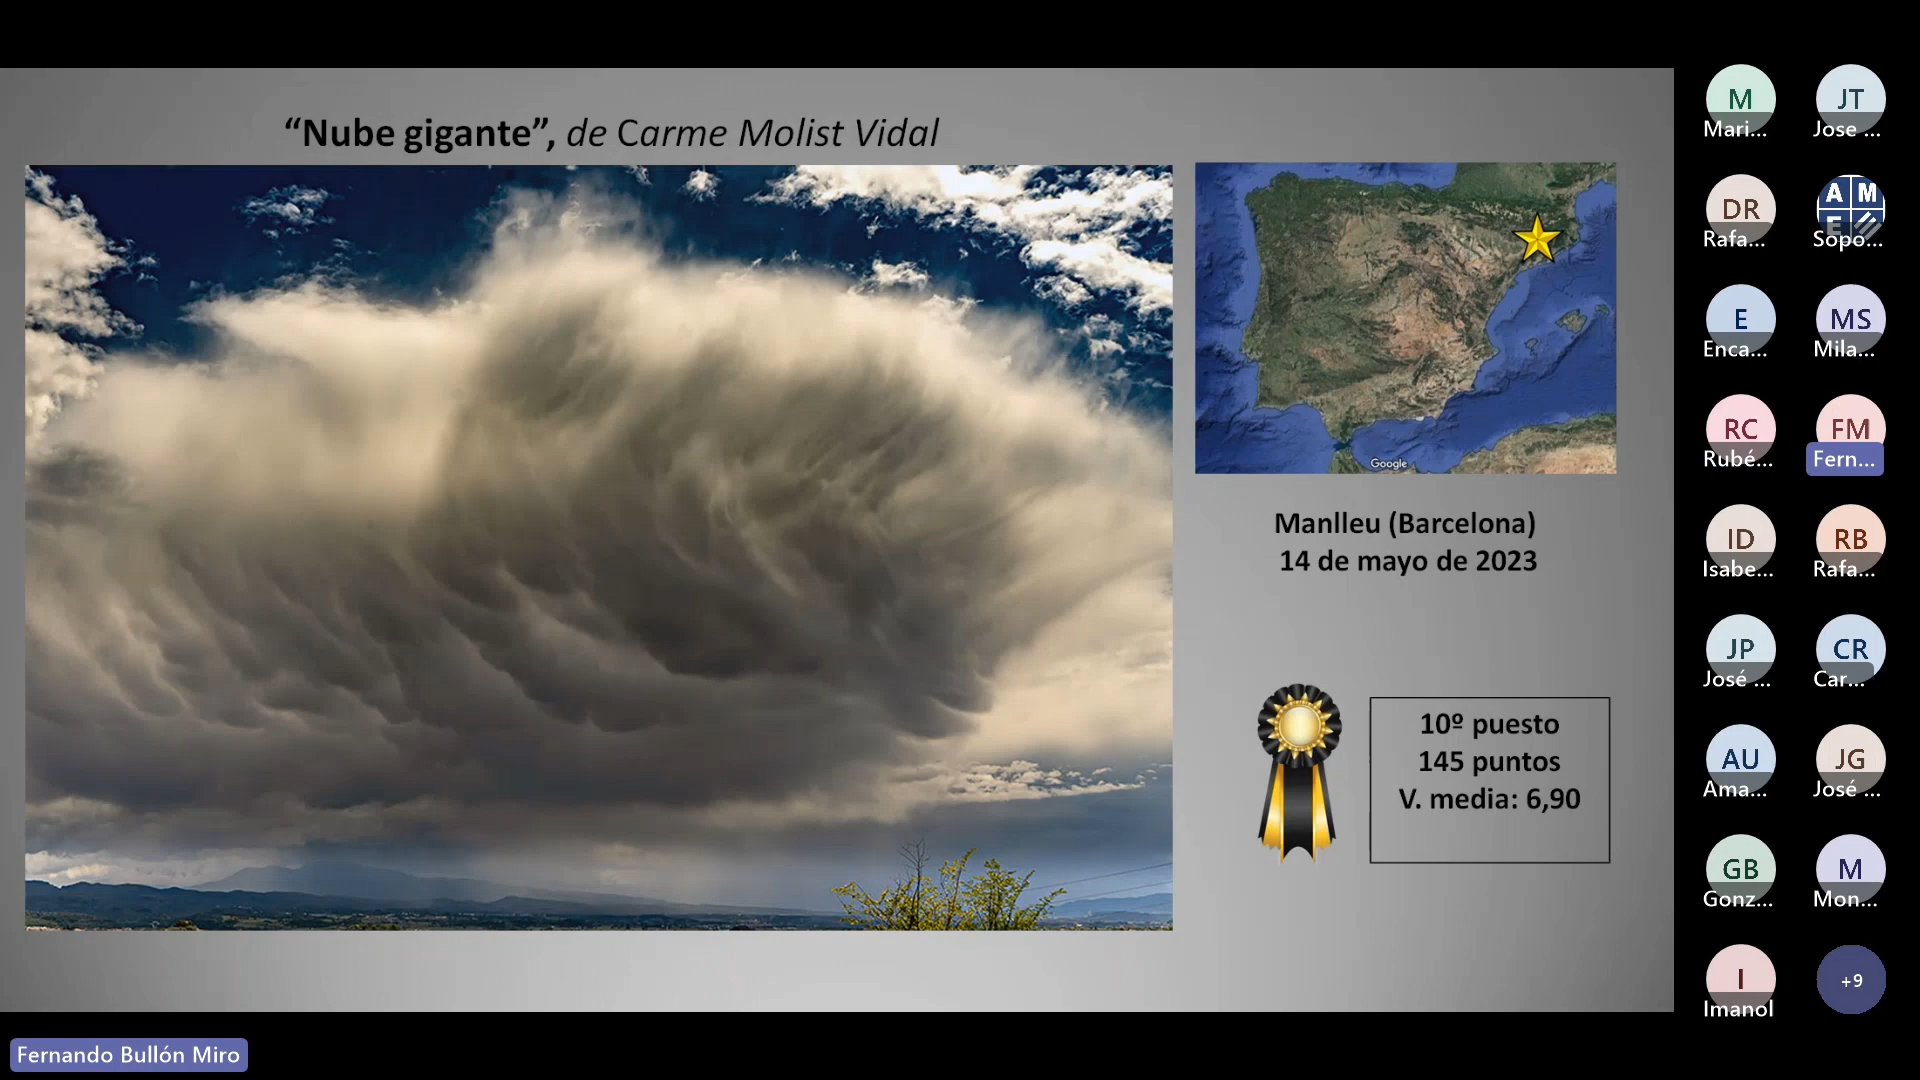 “Nube gigante”, de Carme Molist Vidal
Google
Manlleu (Barcelona)
14 de mayo de 2023
10º puesto
145 puntos
V. media: 6,90
M
Mari...
JT
Jose ...
DR
Rafa...
A M
E
Sopo...
E
Enca...
MS
Mila...
RC
Rubé...
FM
Fern...
ID
Isabe...
RB
Rafa...
JP
José ...
CR
Car...
AU
Ama...
JG
José ...
GB
Gonz...
M
Mon...
I
Imanol
+9
Fernando Bullón Miro